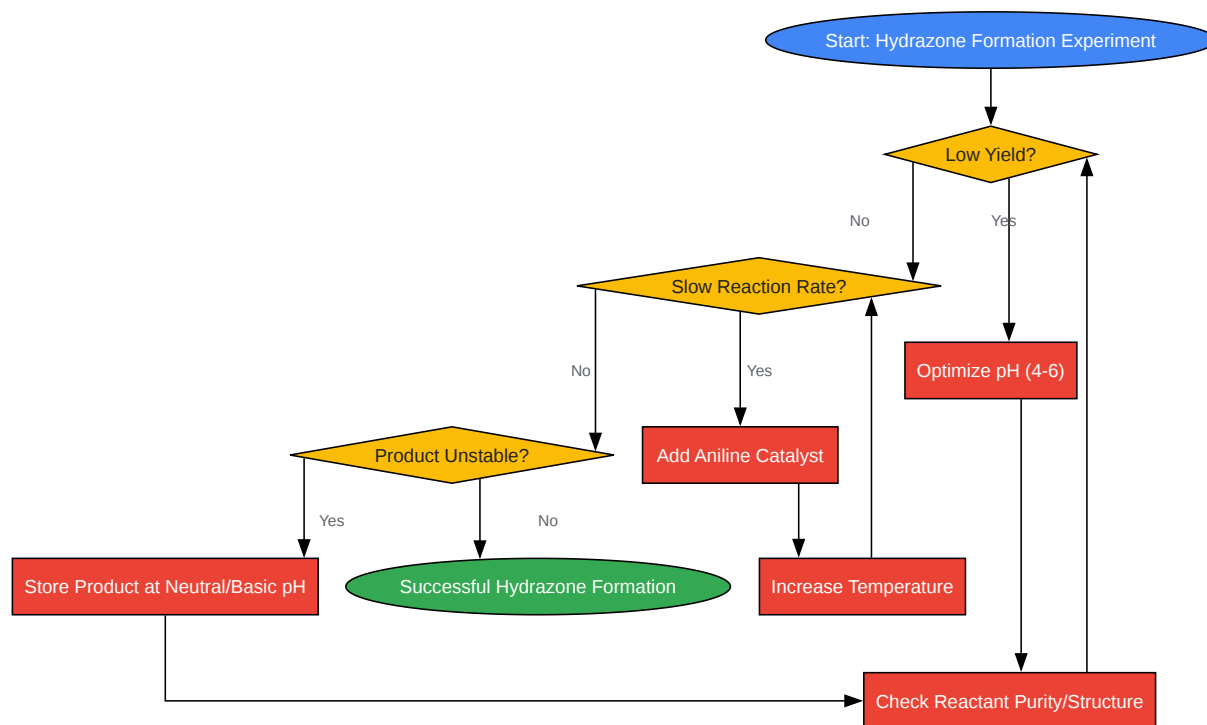 Start: Hydrazone Formation Experiment
Low Yield?
No
Yes
Slow Reaction Rate?
Optimize pH (4-6)
No
Yes
Product Unstable?
Add Aniline Catalyst
Yes
No
Store Product at Neutral/Basic pH
Successful Hydrazone Formation
Increase Temperature
Check Reactant Purity/Structure